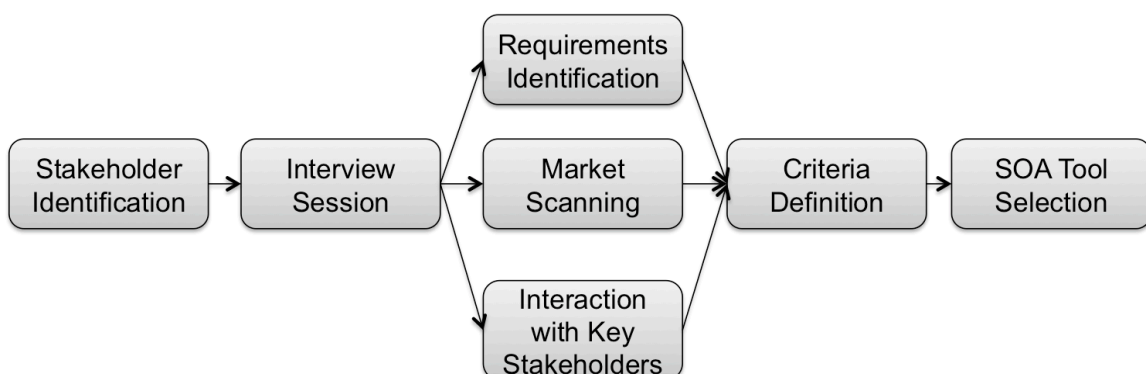 Requirements
Identification
Stakeholder
Identification
Interview
Session
Market
Scanning
Criteria
Definition
SOA Tool
Selection
Interaction
with Key
Stakeholders